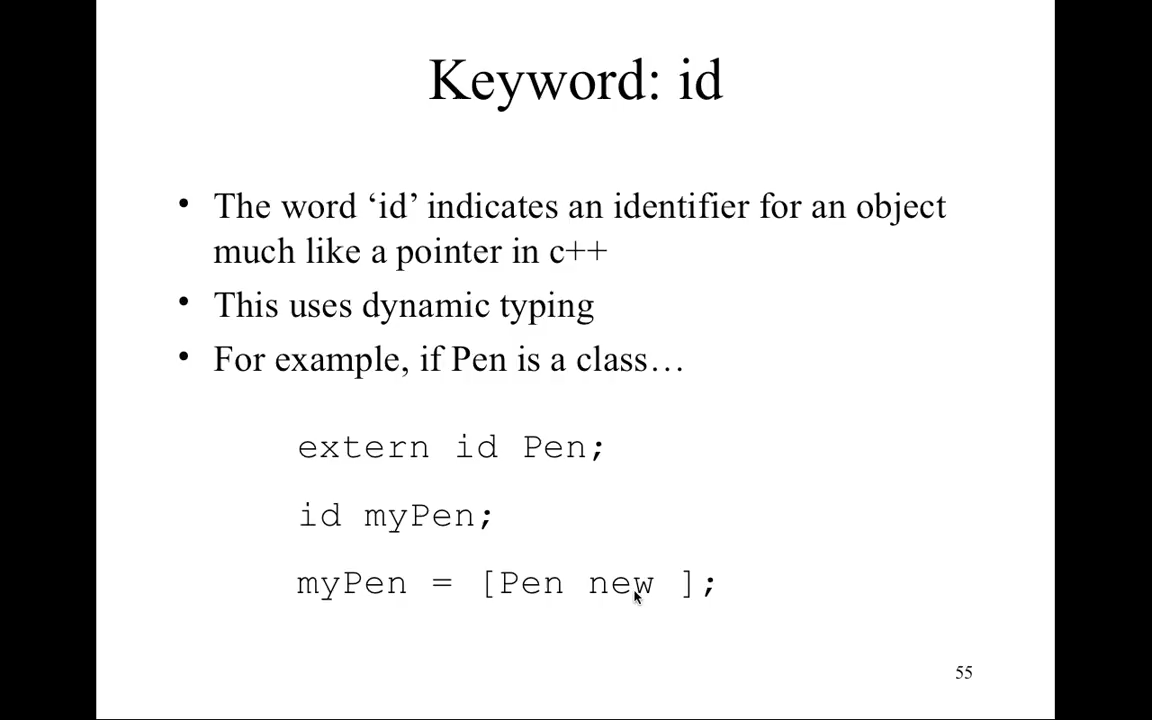 Keyword: id
• The word ‘id’ indicates an identifier for an object
much like a pointer in c++
• This uses dynamic typing
• For example, if Pen is a class…
extern id Pen;
id myPen;
myPen = [Pen new ];
55